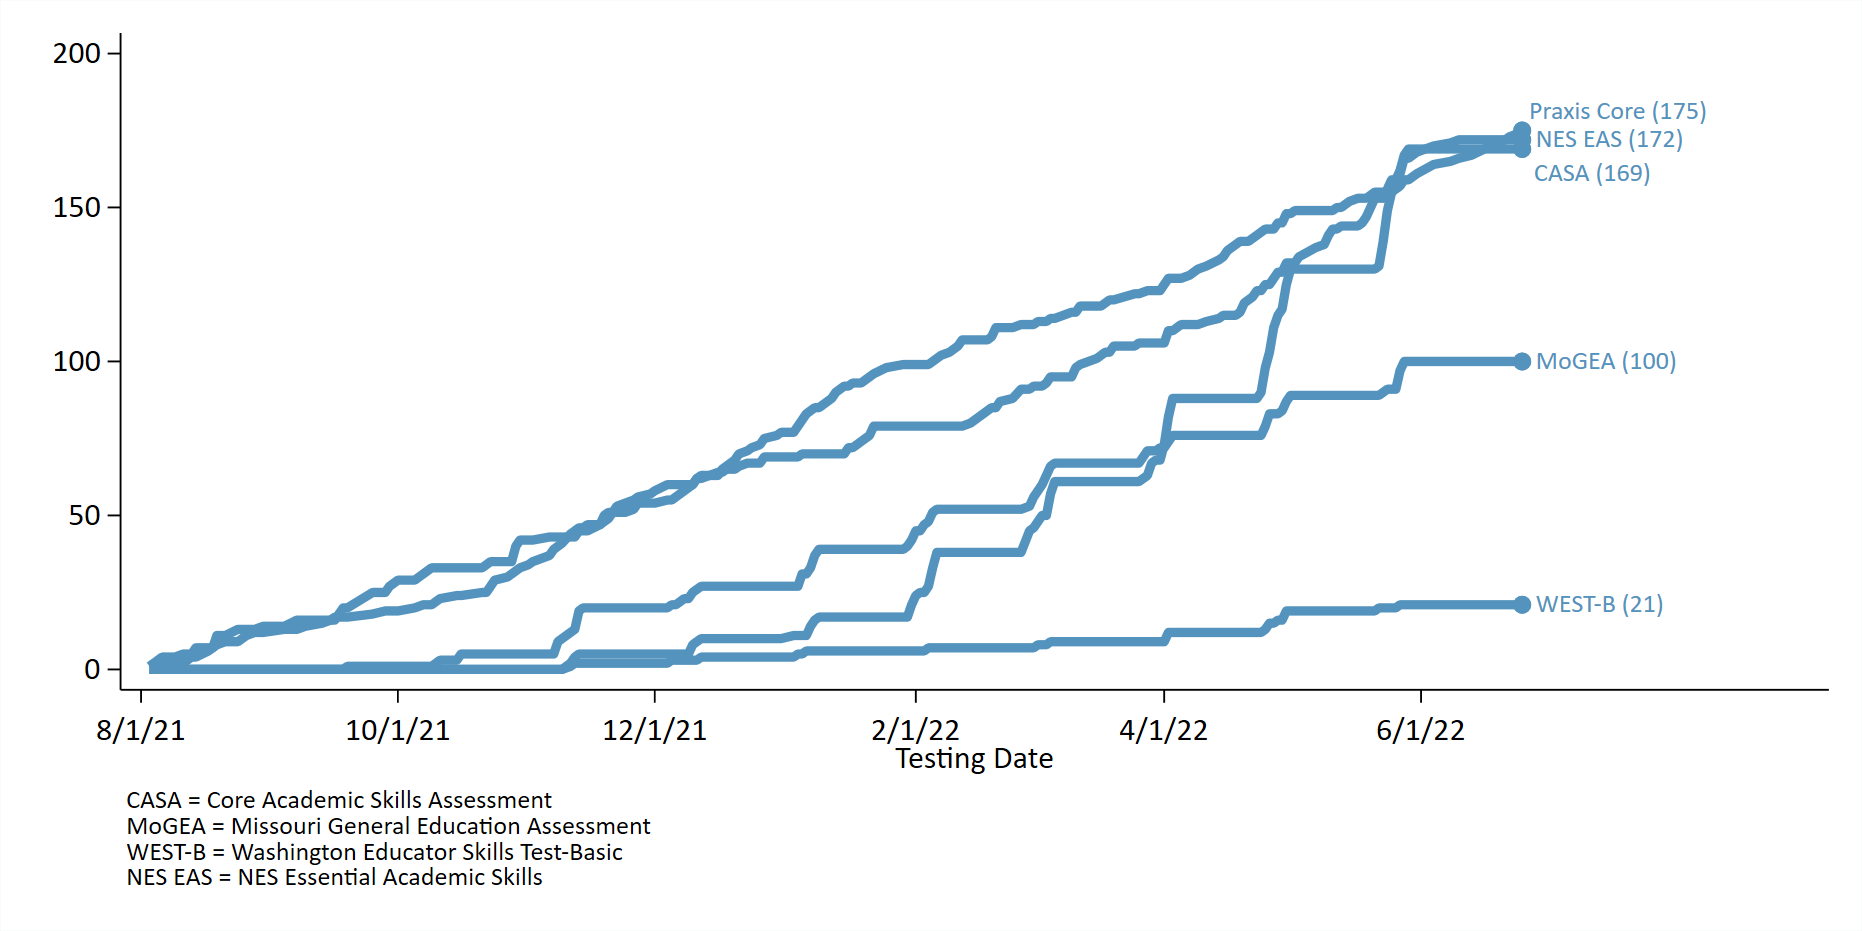 200
150
100
50
0
Praxis Core (175)
NES EAS (172)
CASA (169)
MoGEA (100)
WEST-B (21)
8/1/21 10/1/21 12/1/21 2/1/22 4/1/22 6/1/22
Testing Date
CASA = Core Academic Skills Assessment
MoGEA = Missouri General Education Assessment
WEST-B = Washington Educator Skills Test-Basic
NES EAS = NES Essential Academic Skills